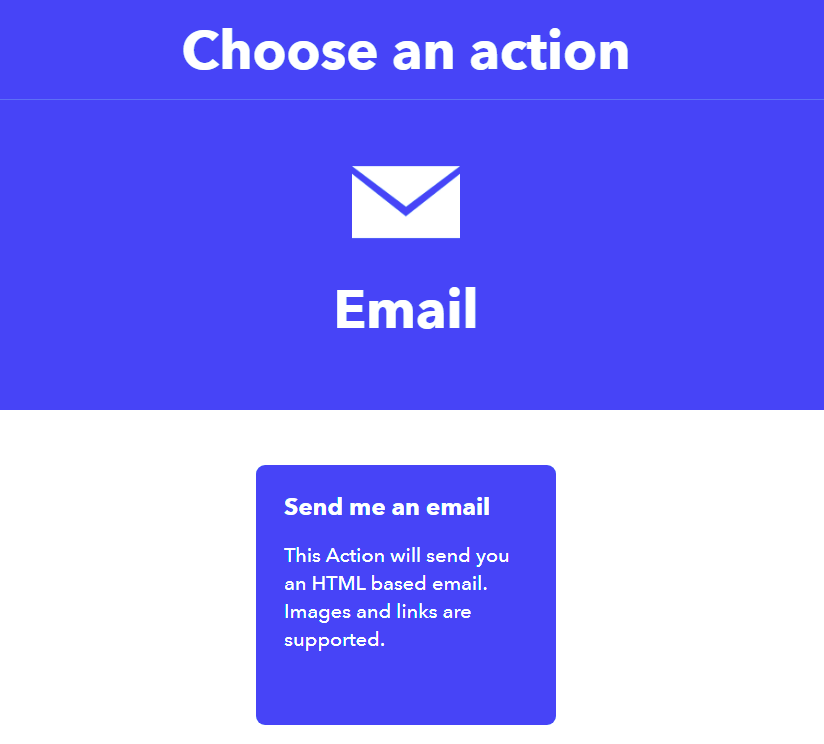 Choose an action
Email
Send me an email
This Action will send you
an HTML based email.
Images and links are
supported.